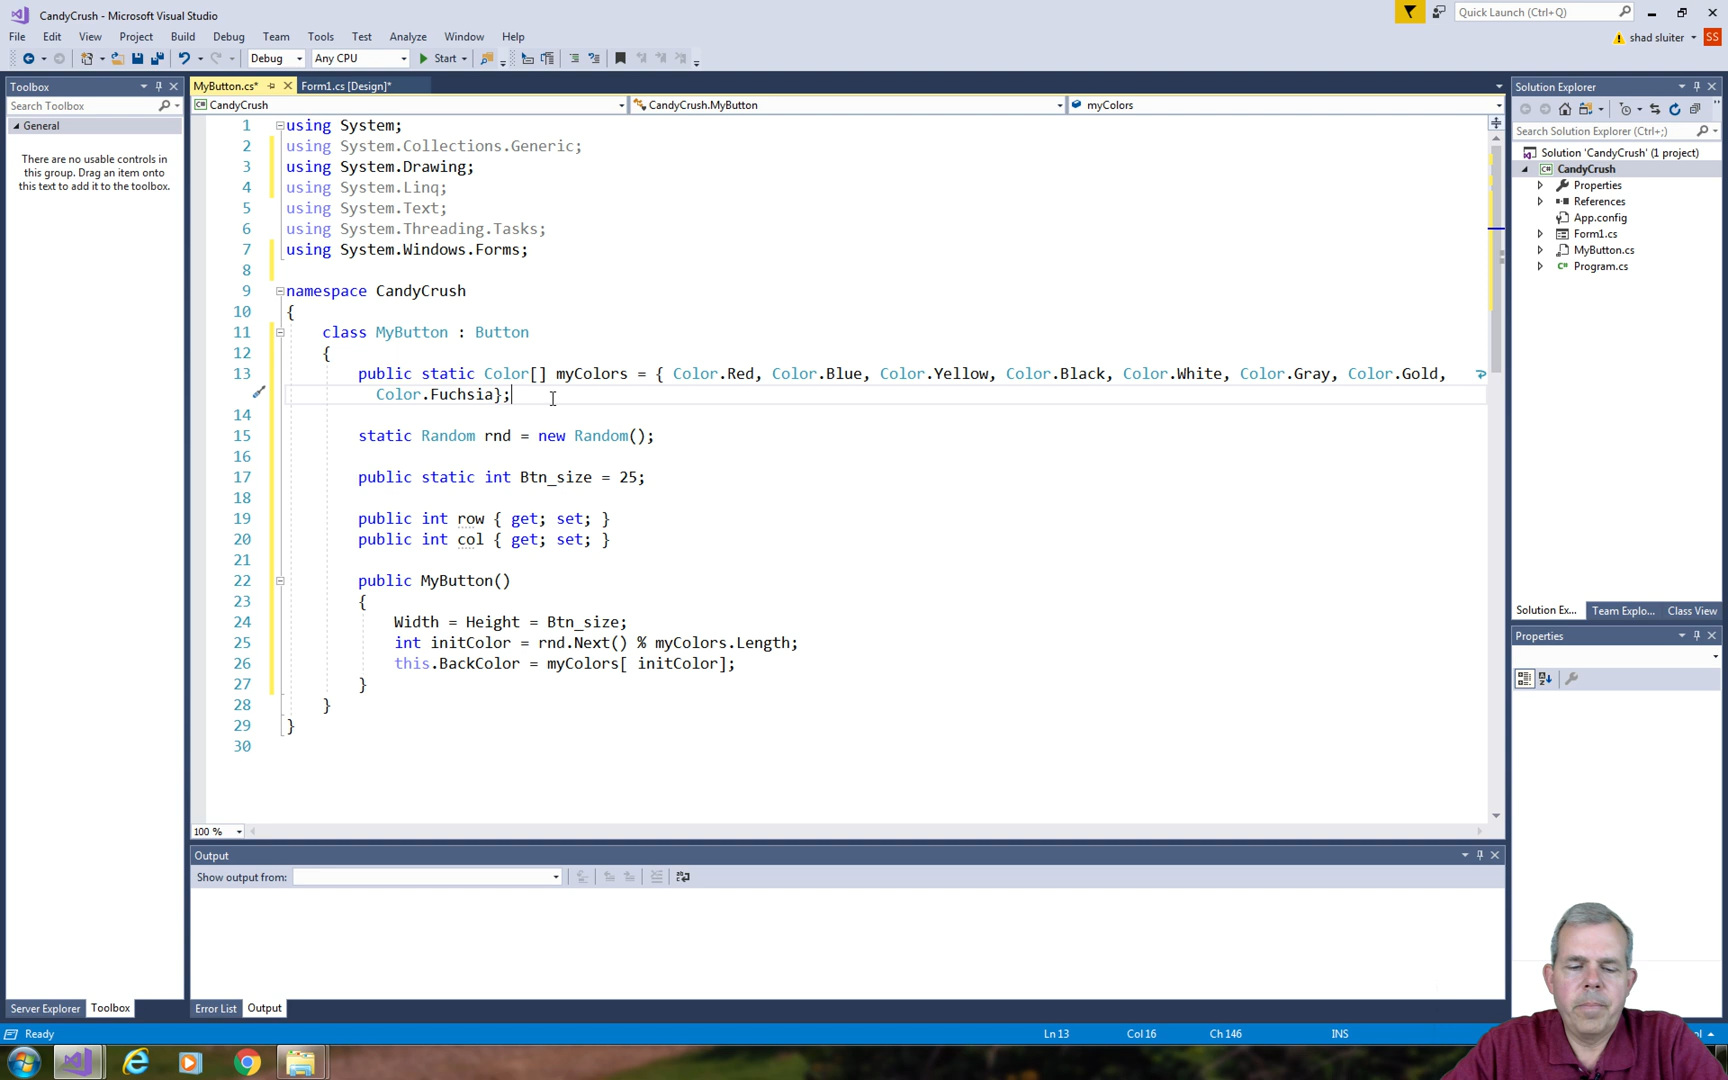 CandyCrush - Microsoft Visual Studio
Quick Launch (Ctrl+Q)
File Edit View Project Build Debug Team Tools Test Analyze Window Help
shad sluiter SS
Debug Any CPU Start
Toolbox
Search Toolbox
General
There are no usable controls in
this group. Drag an item onto
this text to add it to the toolbox.
MyButton.cs* Form1.cs [Design]*
CandyCrush CandyCrush.MyButton myColors
1 using System;
2 using System.Collections.Generic;
3 using System.Drawing;
4 using System.Linq;
5 using System.Text;
6 using System.Threading.Tasks;
7 using System.Windows.Forms;
8
9 namespace CandyCrush
10 {
11 class MyButton : Button
12 {
13 public static Color[] myColors = { Color.Red, Color.Blue, Color.Yellow, Color.Black, Color.White, Color.Gray, Color.Gold,
Color.Fuchsia};
14
15 static Random rnd = new Random();
16
17 public static int Btn_size = 25;
18
19 public int row { get; set; }
20 public int col { get; set; }
21
22 public MyButton()
23 {
24 Width = Height = Btn_size;
25 int initColor = rnd.Next() % myColors.Length;
26 this.BackColor = myColors[ initColor];
27 }
28 }
29 }
30
100 %
Output
Show output from:
Server Explorer Toolbox
Error List Output
Solution Explorer
Search Solution Explorer (Ctrl+;)
Solution 'CandyCrush' (1 project)
CandyCrush
Properties
References
App.config
Form1.cs
MyButton.cs
Program.cs
Solution Ex... Team Explo... Class View
Properties
Ready Ln 13 Col 16 Ch 146 INS